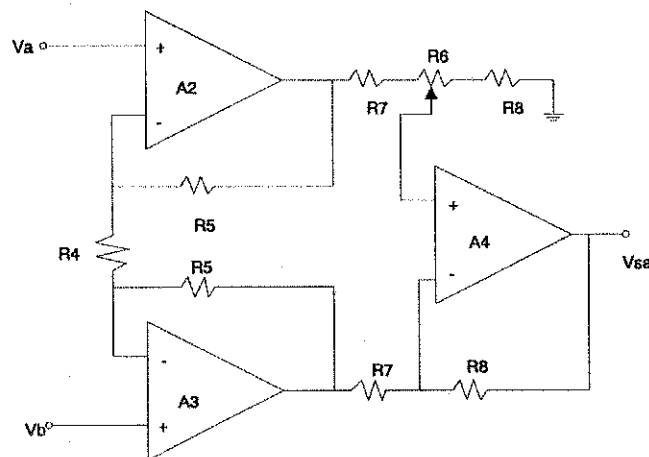 Va
+
A2
-
R7
R6
R8
R5
R4
R5
+
A4
-
Vsa
-
A3
+
Vb
R7
R8